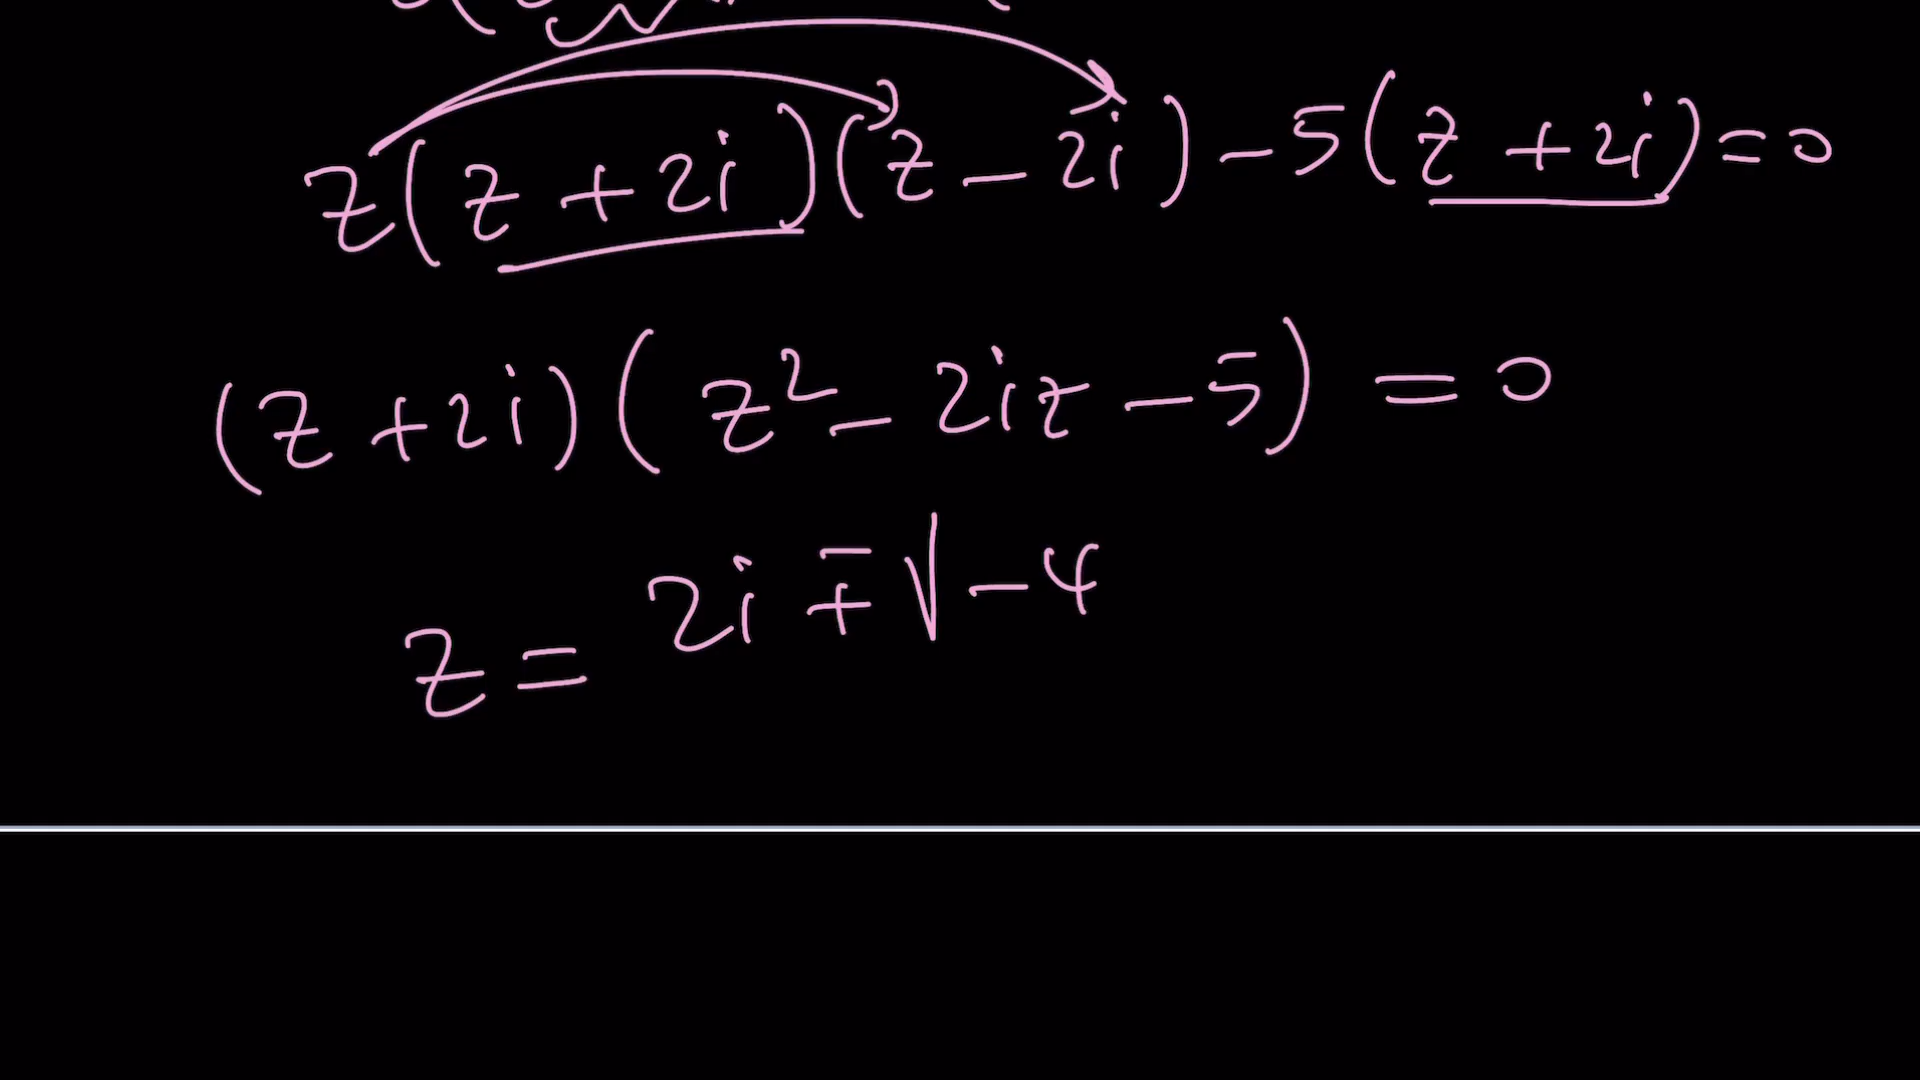 z(z + 2i)(z - 2i) - 5(z + 2i) = 0
(z + 2i)(z² - 2iz - 5) = 0
z = 2i ∓ √-4